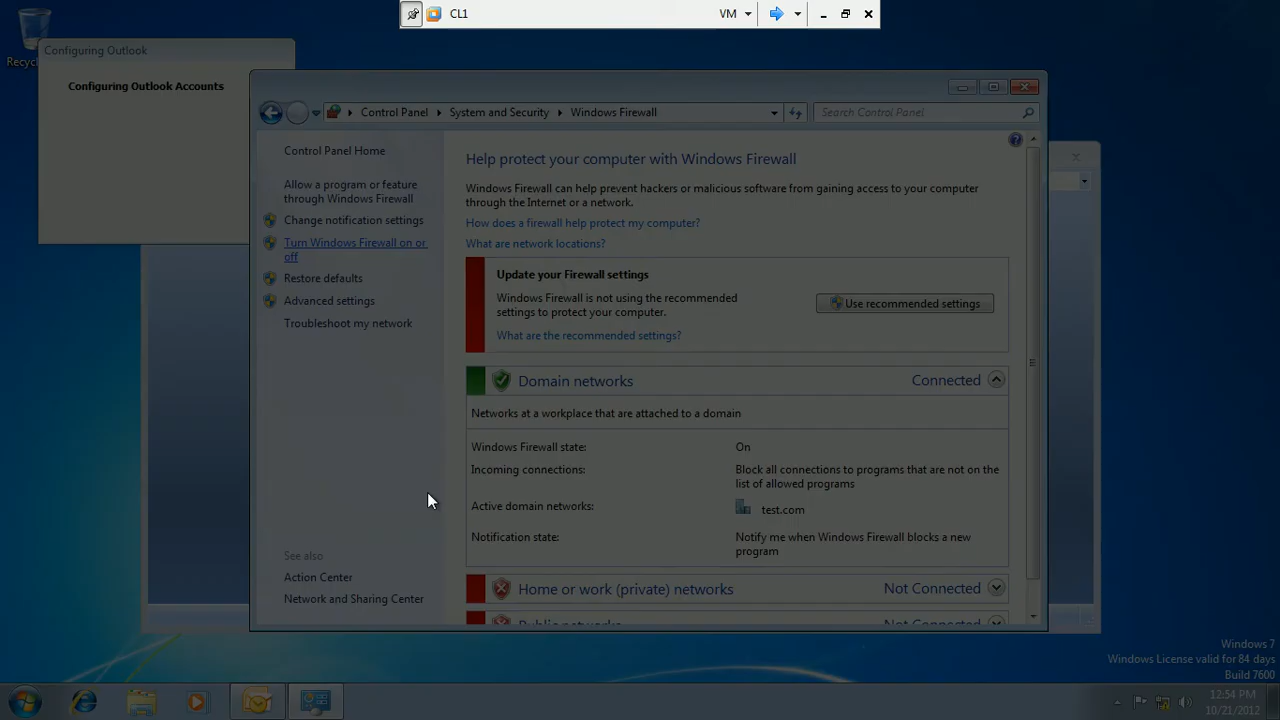 CL1
VM
Recyc
Configuring Outlook
Configuring Outlook Accounts
Control Panel
System and Security
Windows Firewall
Search Control Panel
Control Panel Home
Allow a program or feature
through Windows Firewall
Change notification settings
Turn Windows Firewall on or
off
Restore defaults
Advanced settings
Troubleshoot my network
See also
Action Center
Network and Sharing Center
Help protect your computer with Windows Firewall
Windows Firewall can help prevent hackers or malicious software from gaining access to your computer
through the Internet or a network.
How does a firewall help protect my computer?
What are network locations?
Update your Firewall settings
Windows Firewall is not using the recommended
settings to protect your computer.
Use recommended settings
What are the recommended settings?
Domain networks
Connected
Networks at a workplace that are attached to a domain
Windows Firewall state:
On
Incoming connections:
Block all connections to programs that are not on the
list of allowed programs
Active domain networks:
test.com
Notification state:
Notify me when Windows Firewall blocks a new
program
Home or work (private) networks
Not Connected
Public networks
Not Connected
Windows 7
Windows License valid for 84 days
Build 7600
12:54 PM
10/21/2012